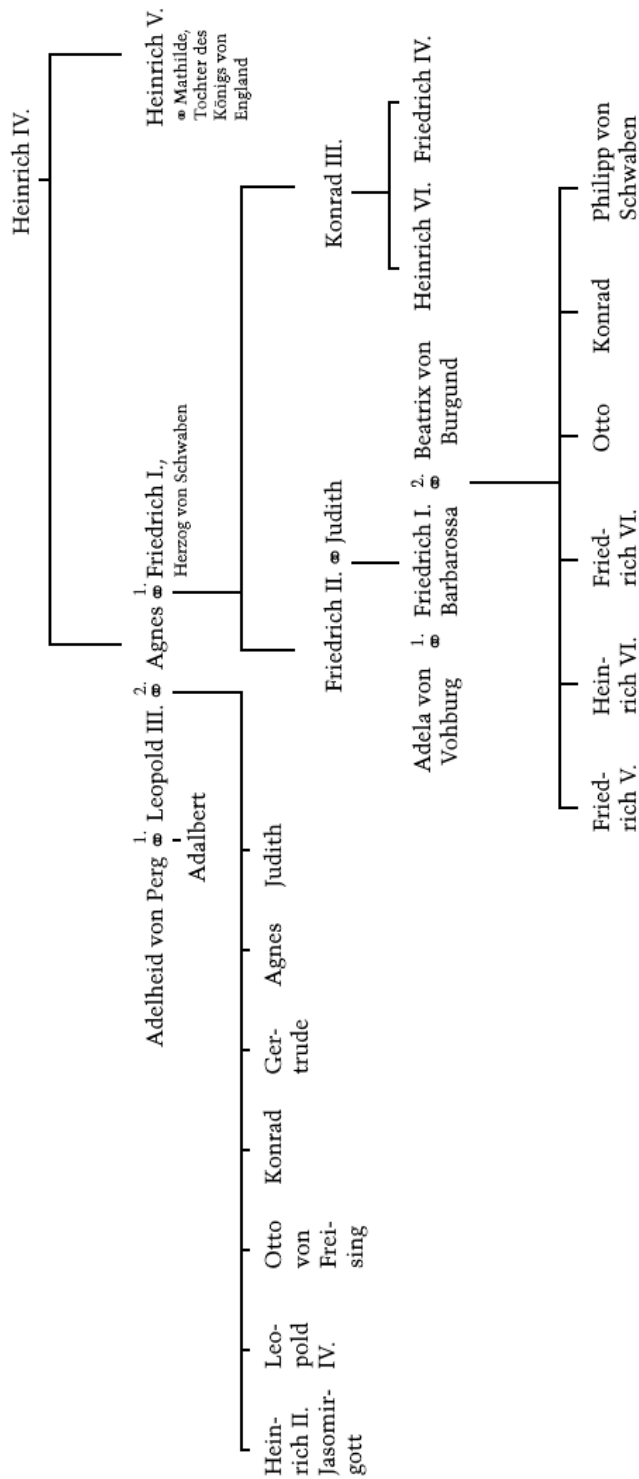 Heinrich IV.
Adelheid von Perg 1. ⚭ Leopold III. 2. ⚭ Agnes 1. ⚭ Friedrich I.,
Herzog von Schwaben
Heinrich V.
⚭ Mathilde,
Tochter des
Königs von
England
Adalbert
Hein-
rich II.
Jasomir-
gott
Leo-
pold
IV.
Otto
von
Frei-
sing
Konrad
Ger-
trude
Agnes
Judith
Friedrich II. ⚭ Judith
Konrad III.
Adela von
Vohburg
1. ⚭
Friedrich I.
Barbarossa
2. ⚭
Beatrix von
Burgund
Heinrich VI.
Friedrich IV.
Fried-
rich V.
Hein-
rich VI.
Fried-
rich VI.
Otto
Konrad
Philipp von
Schwaben